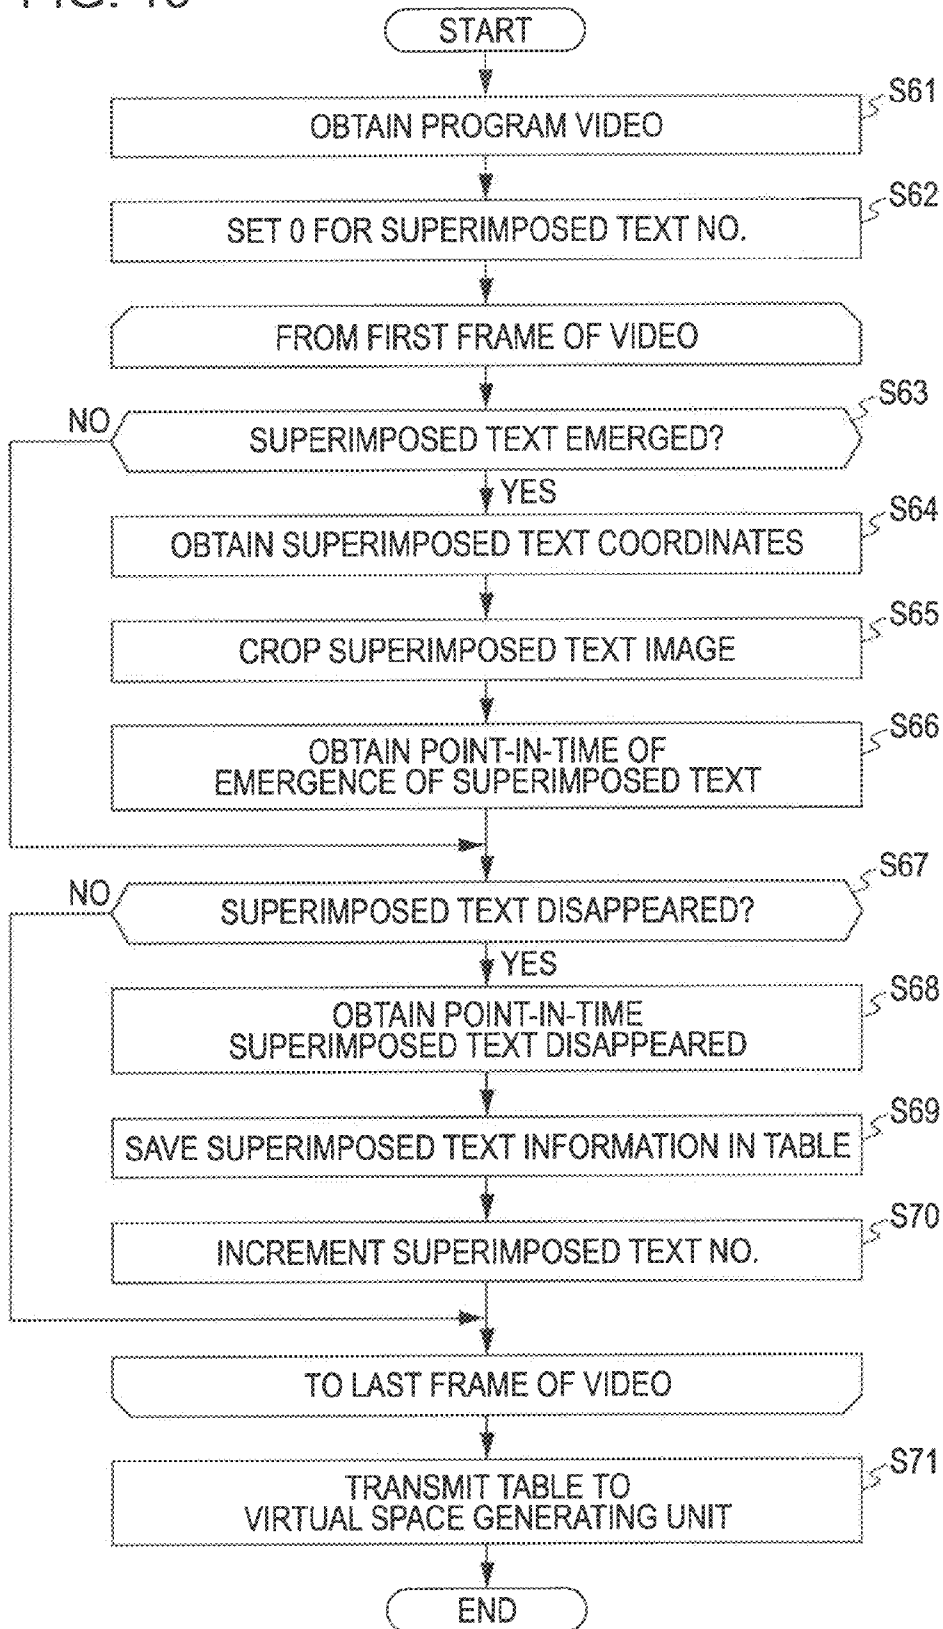 START
S61
OBTAIN PROGRAM VIDEO
S62
SET 0 FOR SUPERIMPOSED TEXT NO.
FROM FIRST FRAME OF VIDEO
S63
NO
SUPERIMPOSED TEXT EMERGED?
YES
S64
OBTAIN SUPERIMPOSED TEXT COORDINATES
S65
CROP SUPERIMPOSED TEXT IMAGE
S66
OBTAIN POINT-IN-TIME OF
EMERGENCE OF SUPERIMPOSED TEXT
S67
NO
SUPERIMPOSED TEXT DISAPPEARED?
YES
S68
OBTAIN POINT-IN-TIME
SUPERIMPOSED TEXT DISAPPEARED
S69
SAVE SUPERIMPOSED TEXT INFORMATION IN TABLE
S70
INCREMENT SUPERIMPOSED TEXT NO.
TO LAST FRAME OF VIDEO
S71
TRANSMIT TABLE TO
VIRTUAL SPACE GENERATING UNIT
END